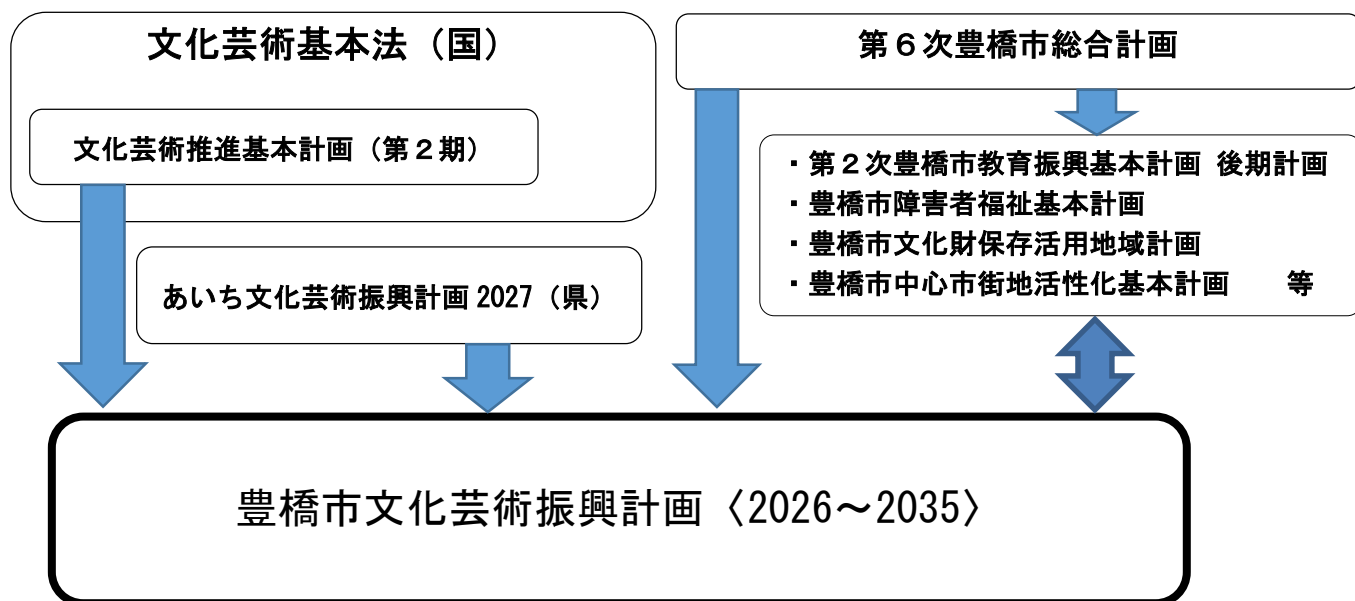 文化芸術基本法（国）
文化芸術推進基本計画（第２期）
あいち文化芸術振興計画 2027（県）
第６次豊橋市総合計画
・第２次豊橋市教育振興基本計画 後期計画
・豊橋市障害者福祉基本計画
・豊橋市文化財保存活用地域計画
・豊橋市中心市街地活性化基本計画　　等
豊橋市文化芸術振興計画〈2026～2035〉